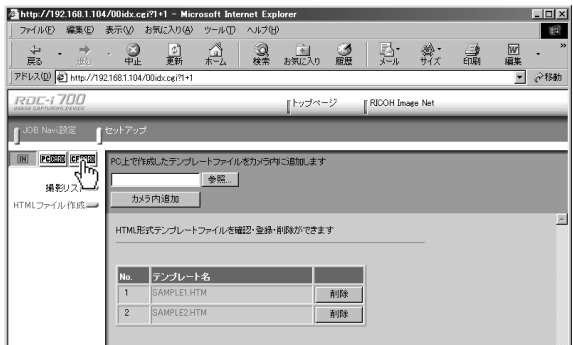 http://192.168.1.104/00idx.cgi?1+1 - Microsoft Internet Explorer
ファイル(F) 編集(E) 表示(V) お気に入り(A) ツール(T) ヘルプ(H)
戻る 進む 中止 更新 ホーム 検索 お気に入り 履歴 メール サイズ 印刷 編集 »
アドレス(D) http://192.168.1.104/00idx.cgi?1+1 移動
RDC-i700
IMAGE CAPTURING DEVICE
トップページ RICOH Image Net
JOB Navi設定 セットアップ
IN PC CF
撮影リスト
HTMLファイル作成
PC上で作成したテンプレートファイルをカメラ内に追加します
参照...
カメラ内追加
HTML形式テンプレートファイルを確認・登録・削除ができます
No. テンプレート名
1 SAMPLE1.HTM 削除
2 SAMPLE2.HTM 削除